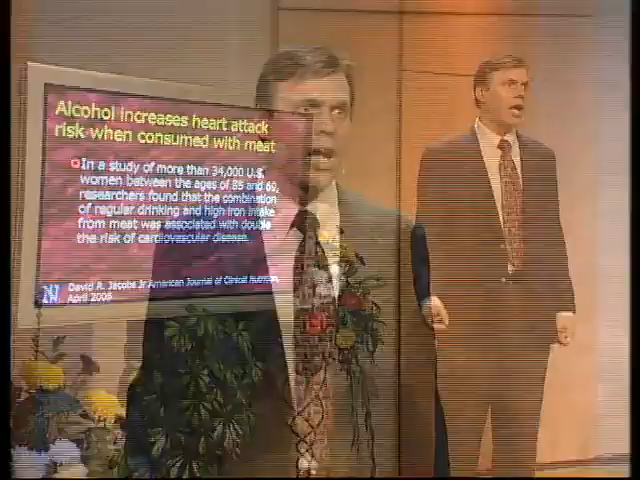 Alcohol increases heart attack
risk when consumed with meat
In a study of more than 34,000 U.S.
women between the ages of 55 and 69,
researchers found that the combination
of regular drinking and high iron intake
from meat was associated with double
the risk of cardiovascular disease.
David R. Jacobs Jr American Journal of Clinical Nutrition,
April 2005